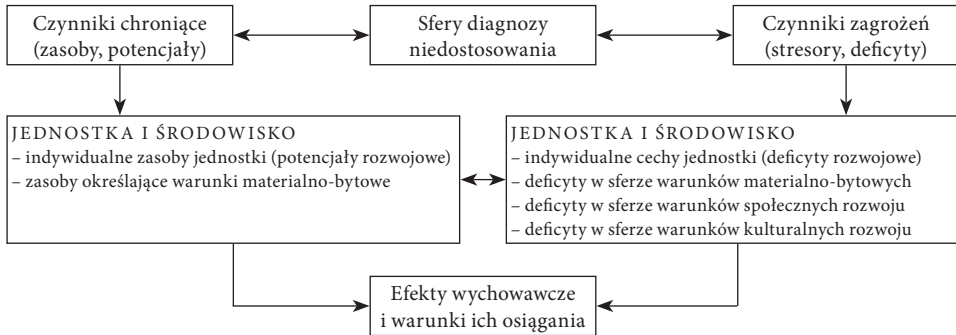 Czynniki chroniące
(zasoby, potencjały)
Sfery diagnozy
niedostosowania
Czynniki zagrożeń
(stresory, deficyty)
JEDNOSTKA I ŚRODOWISKO
– indywidualne zasoby jednostki (potencjały rozwojowe)
– zasoby określające warunki materialno-bytowe
JEDNOSTKA I ŚRODOWISKO
– indywidualne cechy jednostki (deficyty rozwojowe)
– deficyty w sferze warunków materialno-bytowych
– deficyty w sferze warunków społecznych rozwoju
– deficyty w sferze warunków kulturalnych rozwoju
Efekty wychowawcze
i warunki ich osiągania